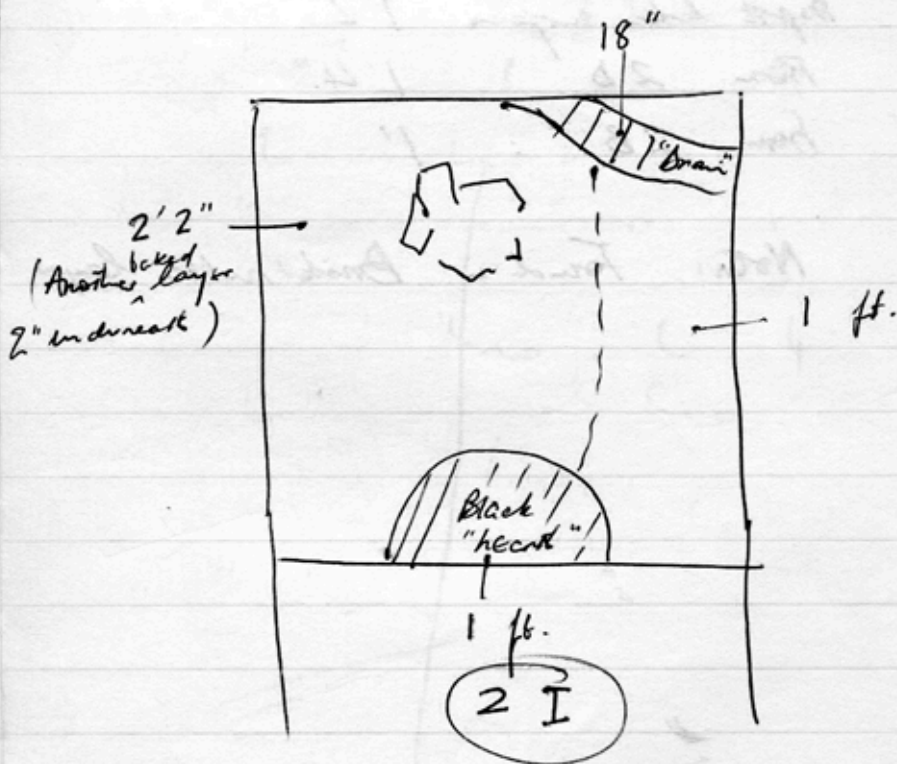 18"
"Drain"
2' 2"
(Another baked layer
2" underneath)
1 ft.
Black
"heart"
1 ft.
2 I